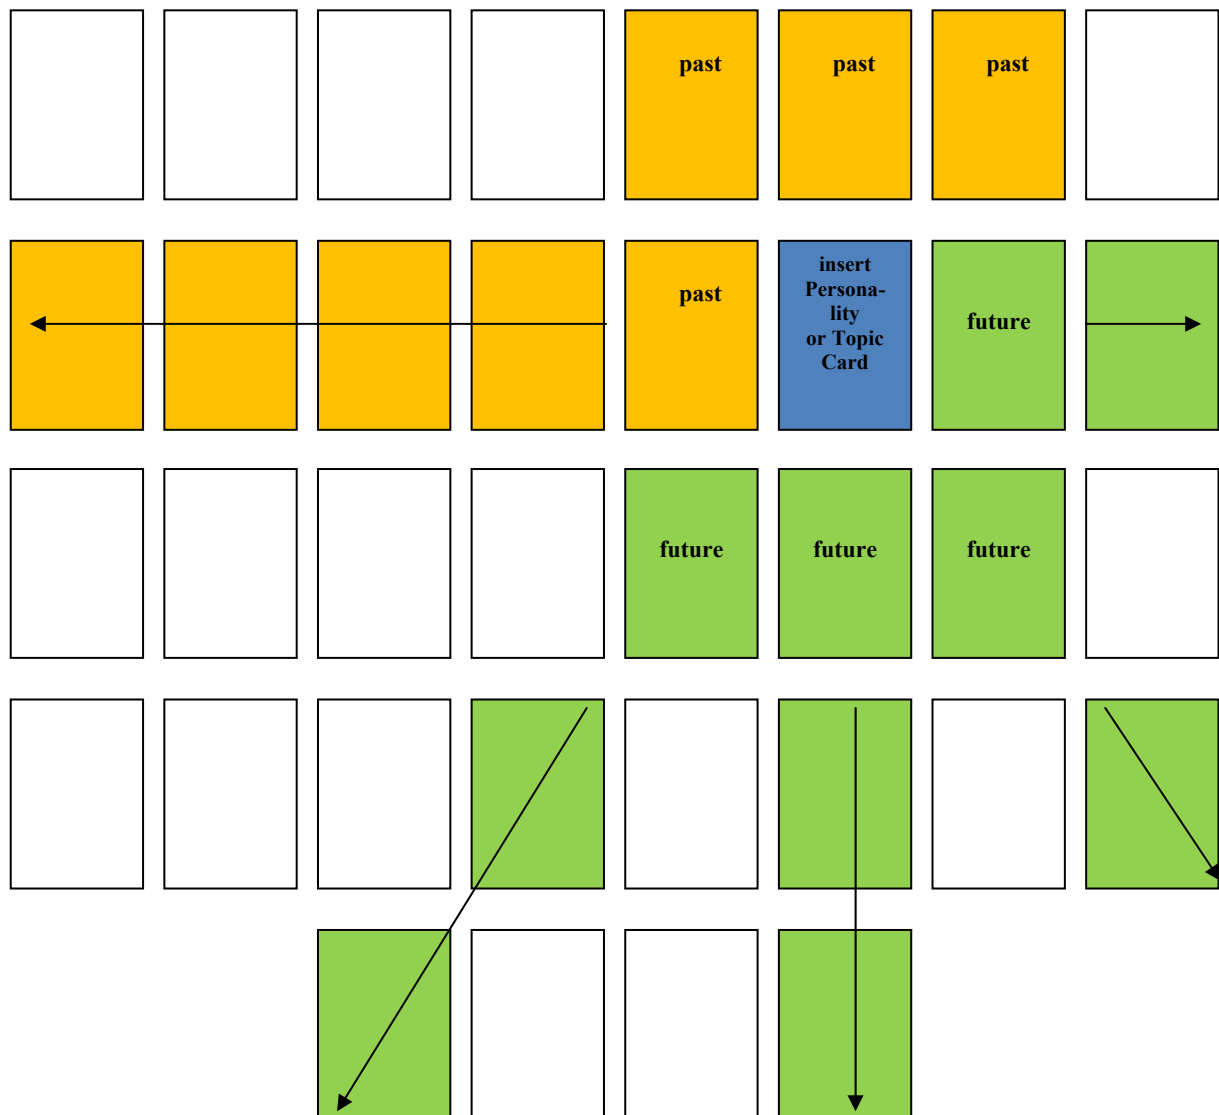 past past past
past
insert
Persona-
lity
or Topic
Card
future
future future future